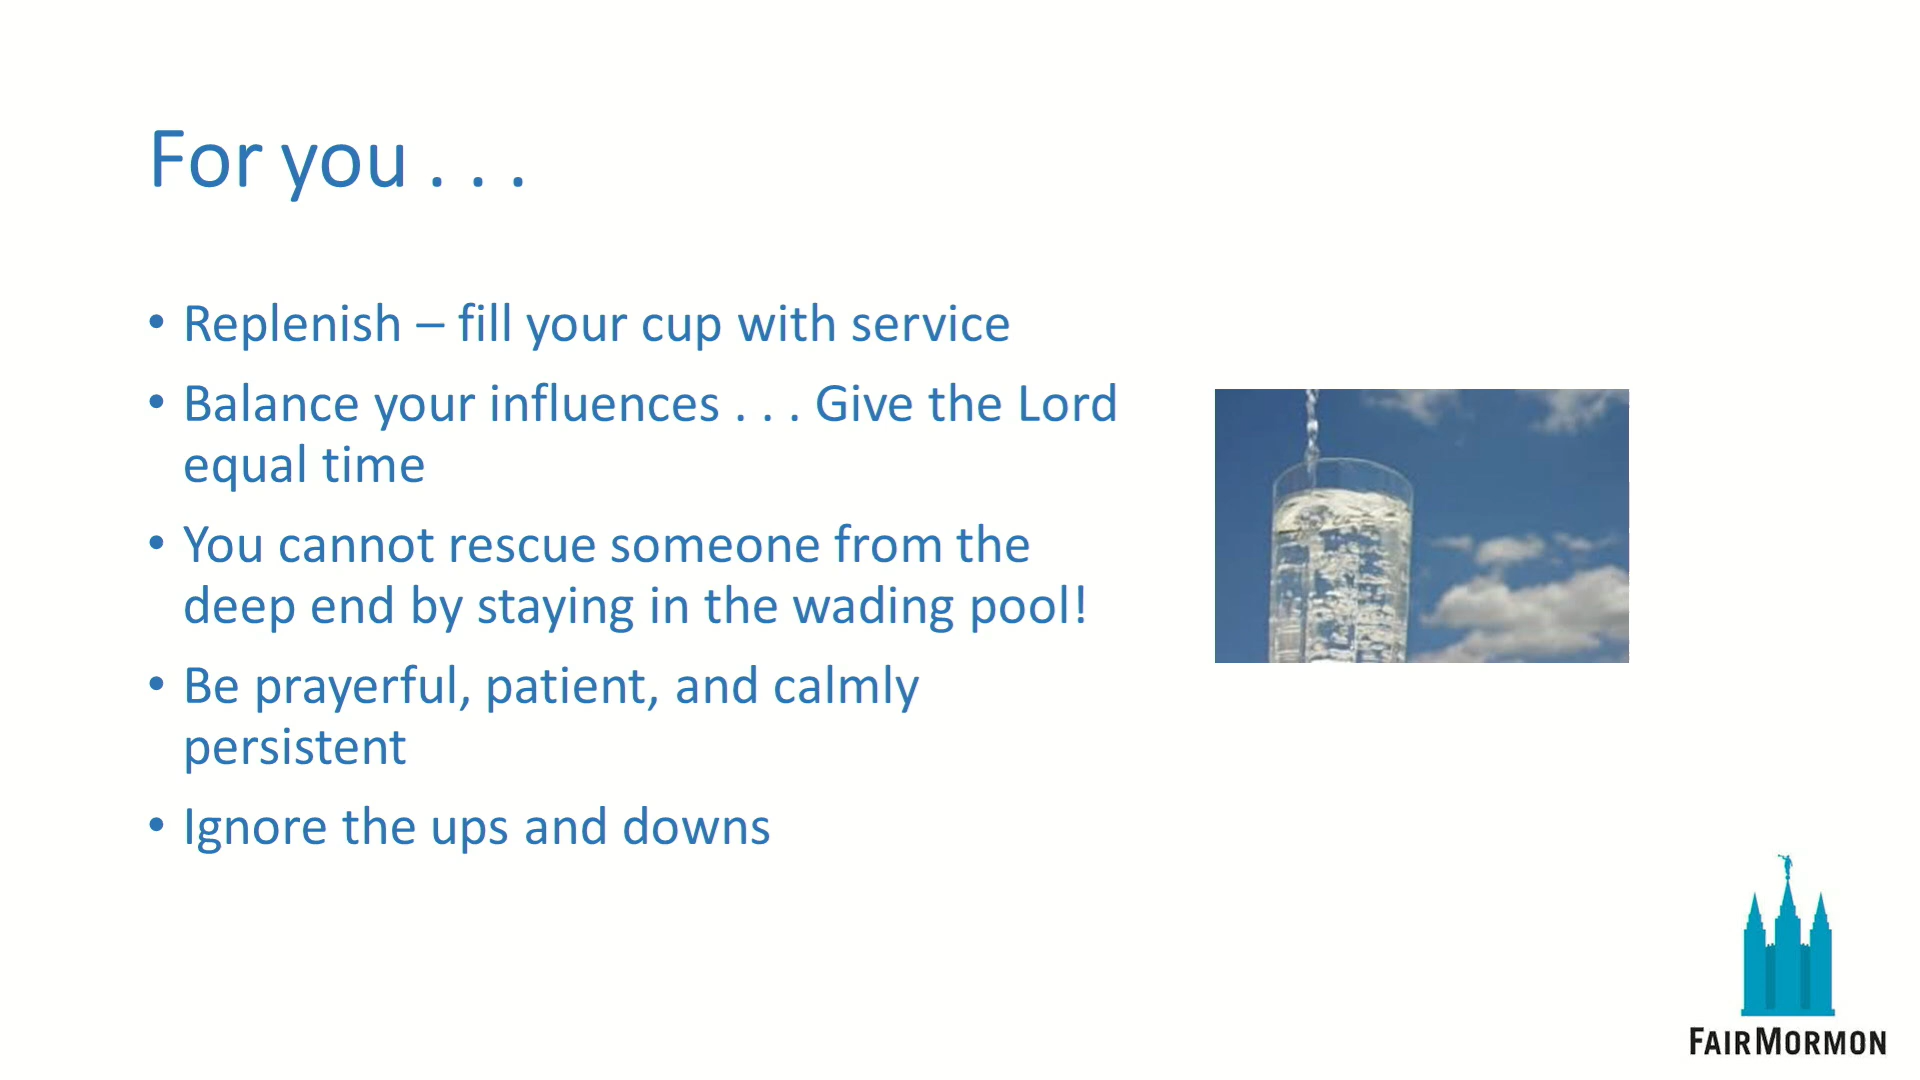 For you . . .
• Replenish – fill your cup with service
• Balance your influences . . . Give the Lord
equal time
• You cannot rescue someone from the
deep end by staying in the wading pool!
• Be prayerful, patient, and calmly
persistent
• Ignore the ups and downs
FAIRMORMON